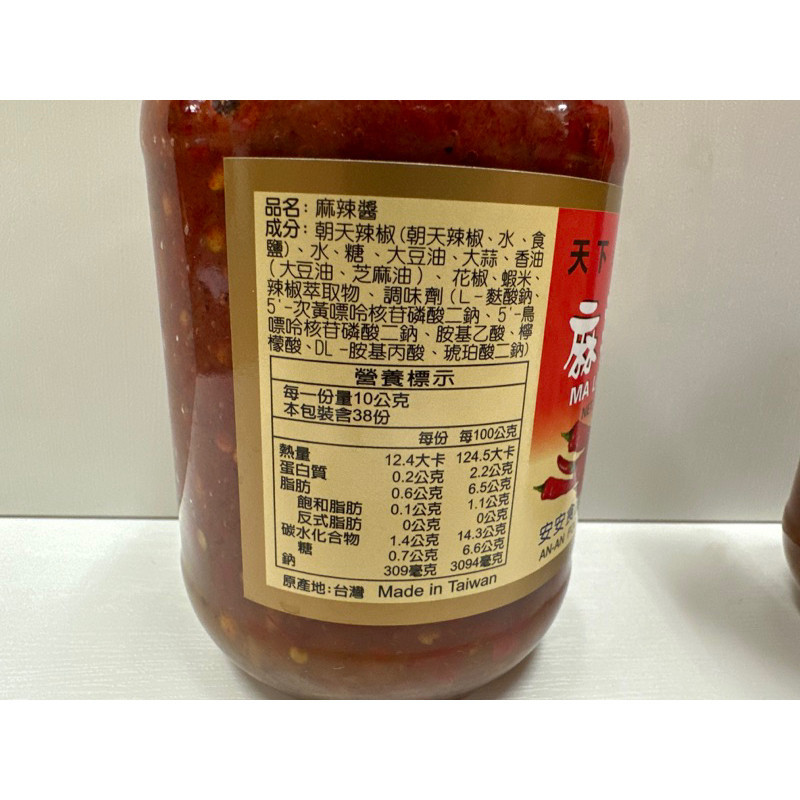 品名：麻辣醬
成分：朝天辣椒(朝天辣椒、水、食
鹽)、水、糖、大豆油、大蒜、香油
(大豆油、芝麻油)、花椒、蝦米、
辣椒萃取物、調味劑(L-麩酸鈉、
5'-次黃嘌呤核苷磷酸二鈉、5'-鳥
嘌呤核苷磷酸二鈉、胺基乙酸、檸
檬酸、DL-胺基丙酸、琥珀酸二鈉)
營養標示
每一份量10公克
本包裝含38份
每份 每100公克
熱量 12.4大卡 124.5大卡
蛋白質 0.2公克 2.2公克
脂肪 0.6公克 6.5公克
飽和脂肪 0.1公克 1.1公克
反式脂肪 0公克 0公克
碳水化合物 1.4公克 14.3公克
糖 0.7公克 6.6公克
鈉 309毫克 3094毫克
原產地:台灣 Made in Taiwan
天下
麻
MA
安安
AN-AN